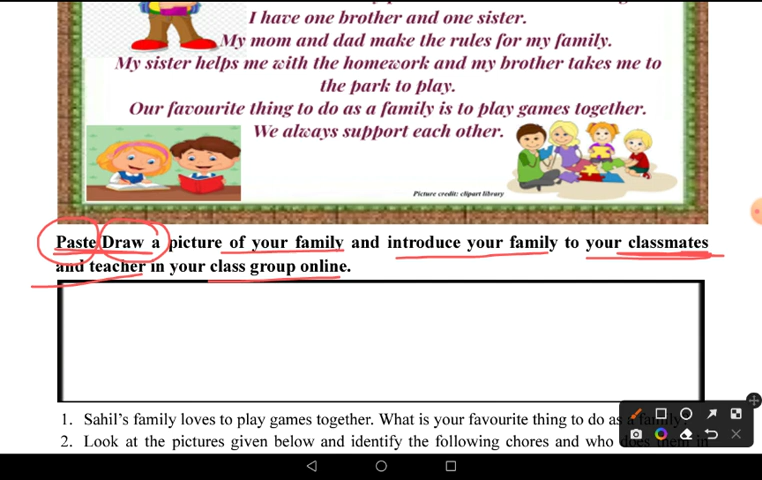 I have one brother and one sister.
My mom and dad make the rules for my family.
My sister helps me with the homework and my brother takes me to
the park to play.
Our favourite thing to do as a family is to play games together.
We always support each other.
Picture credit: clipart library
Paste/Draw a picture of your family and introduce your family to your classmates
and teacher in your class group online.
1. Sahil's family loves to play games together. What is your favourite thing to do as a family
2. Look at the pictures given below and identify the following chores and who does them in